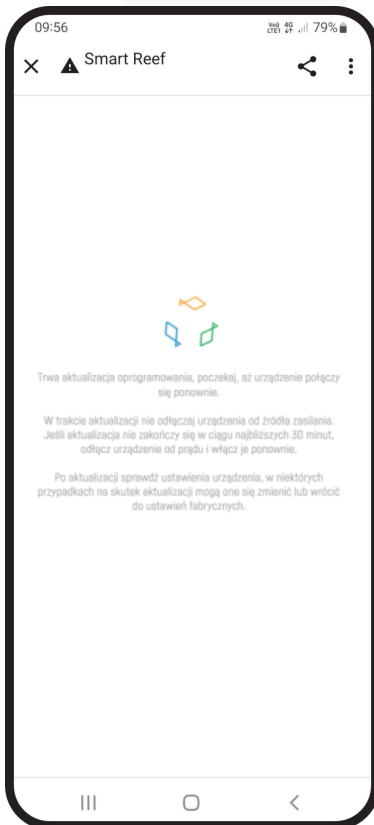 09:56
Vo)) 4G 79%
LTE1
Smart Reef
Trwa aktualizacja oprogramowania, poczekaj, aż urządzenie połączy
się ponownie.
W trakcie aktualizacji nie odłączaj urządzenia od źródła zasilania.
Jeśli aktualizacja nie zakończy się w ciągu najbliższych 30 minut,
odłącz urządzenie od prądu i włącz je ponownie.
Po aktualizacji sprawdź ustawienia urządzenia, w niektórych
przypadkach na skutek aktualizacji mogą one się zmienić lub wrócić
do ustawień fabrycznych.